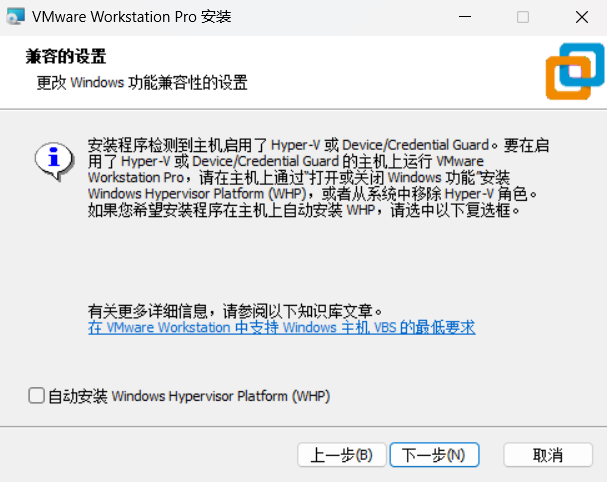 VMware Workstation Pro 安装
兼容的设置
更改 Windows 功能兼容性的设置
安装程序检测到主机启用了 Hyper-V 或 Device/Credential Guard。要在启
用了 Hyper-V 或 Device/Credential Guard 的主机上运行 VMware
Workstation Pro，请在主机上通过“打开或关闭 Windows 功能”安装
Windows Hypervisor Platform (WHP)，或者从系统中移除 Hyper-V 角色。
如果您希望安装程序在主机上自动安装 WHP，请选中以下复选框。
有关更多详细信息，请参阅以下知识库文章。
在 VMware Workstation 中支持 Windows 主机 VBS 的最低要求
自动安装 Windows Hypervisor Platform (WHP)
上一步(B) 下一步(N) 取消